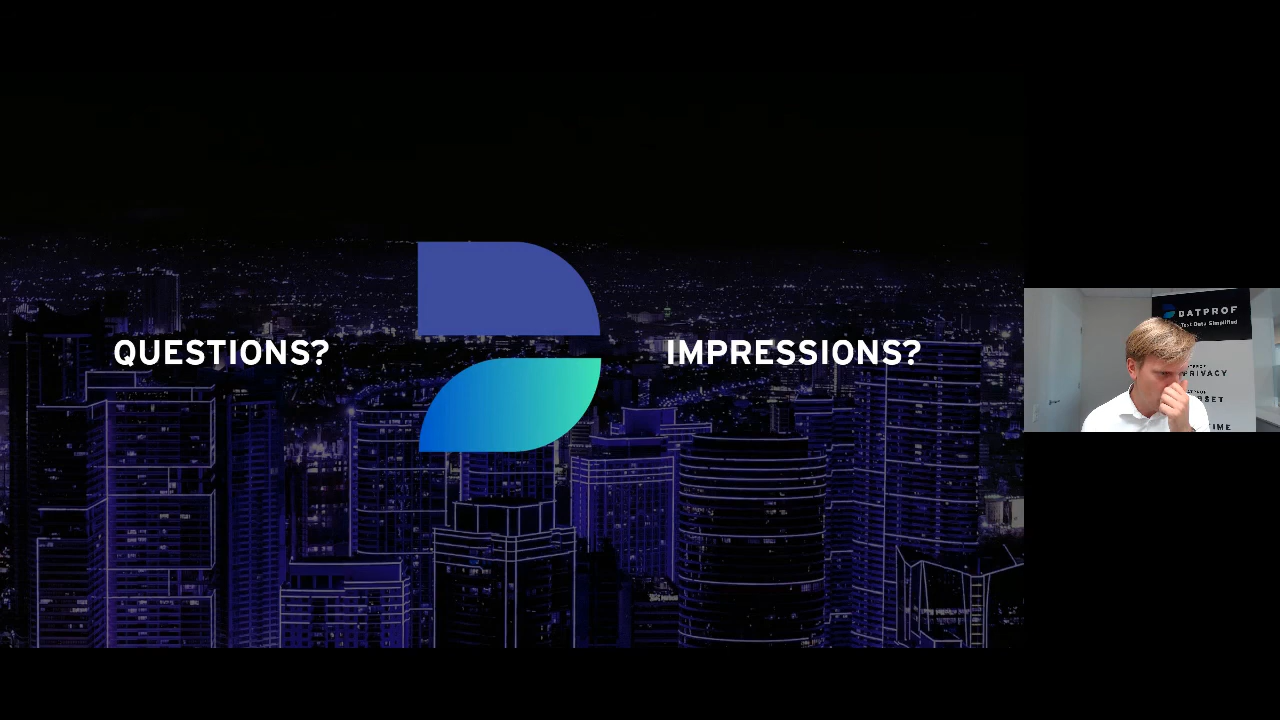 QUESTIONS?
IMPRESSIONS?
DATPROF
Test Data Simplified
PRIVACY